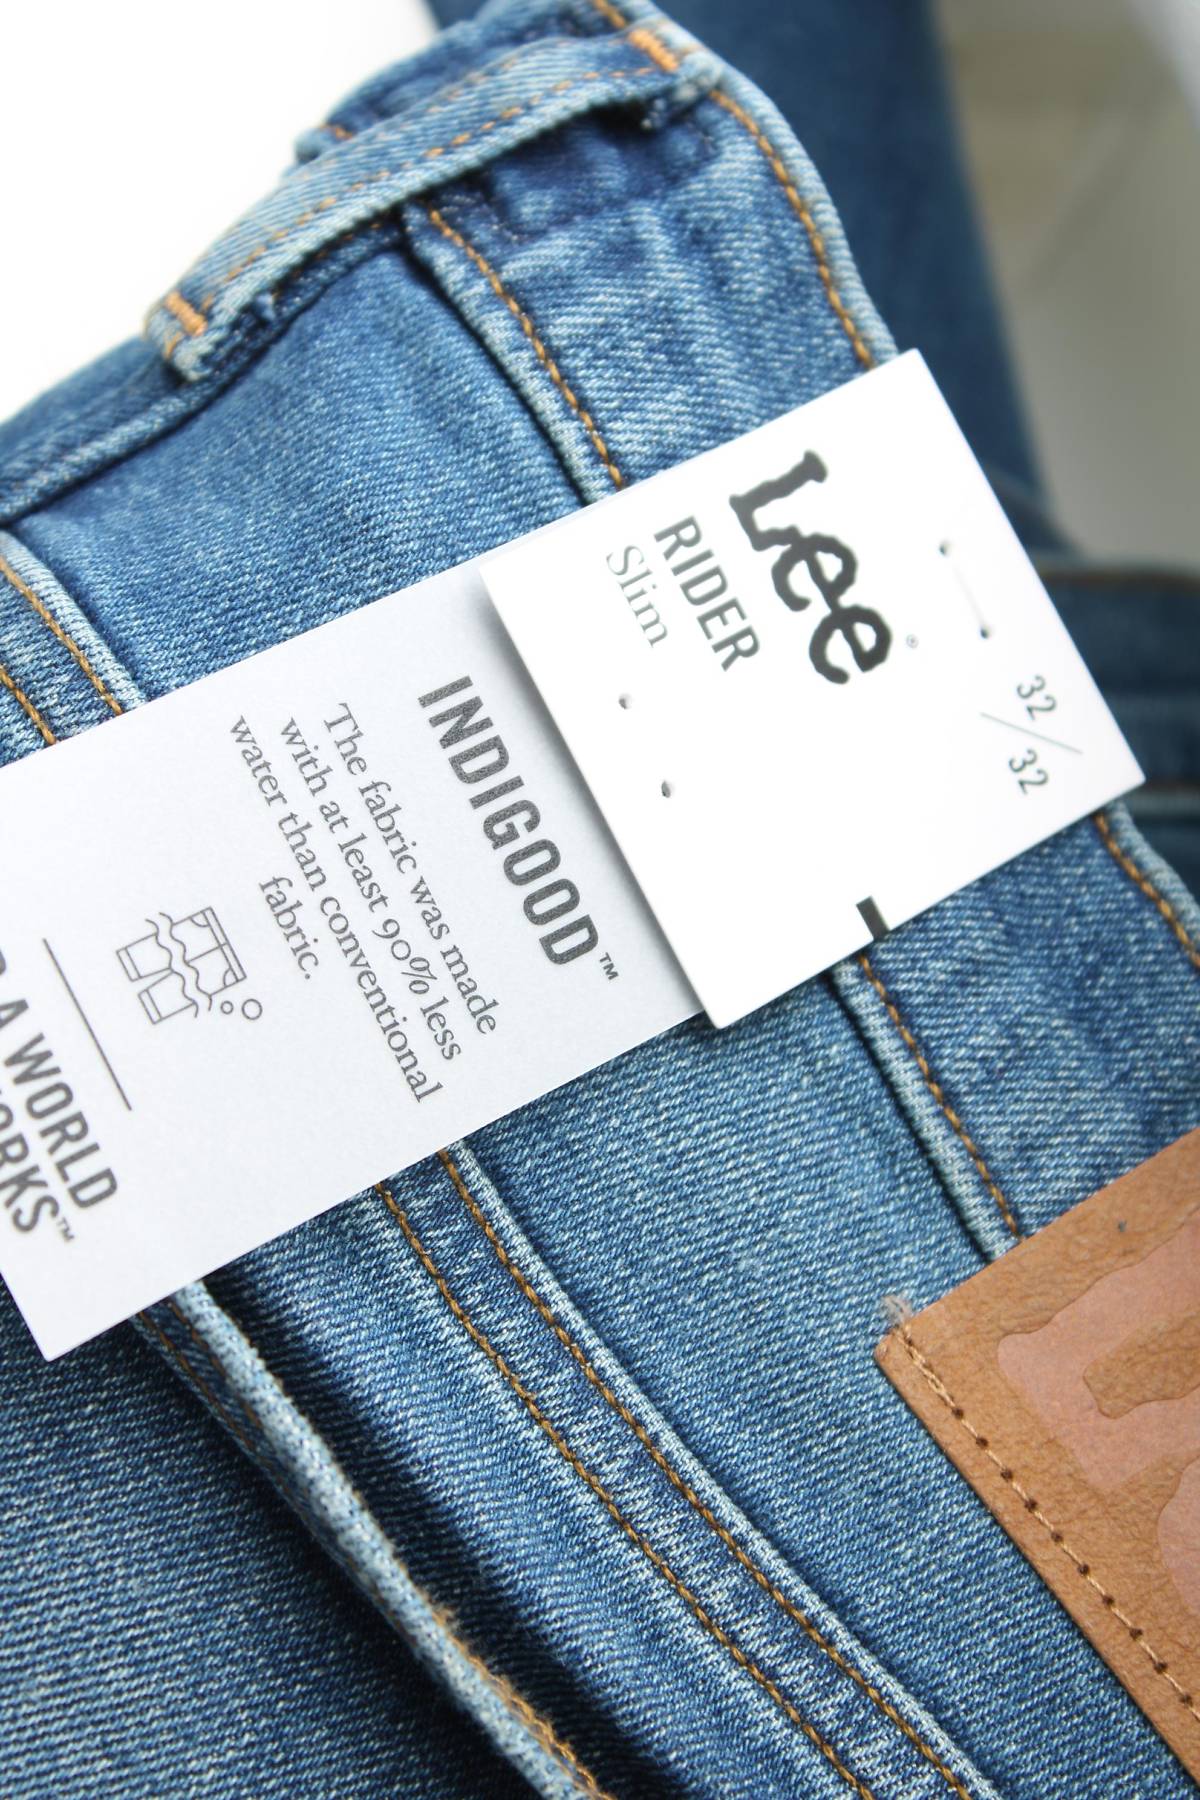 Lee®
RIDER
Slim
32/32
INDIGOOD™
The fabric was made
with at least 90% less
water than conventional
fabric.
A WORLD